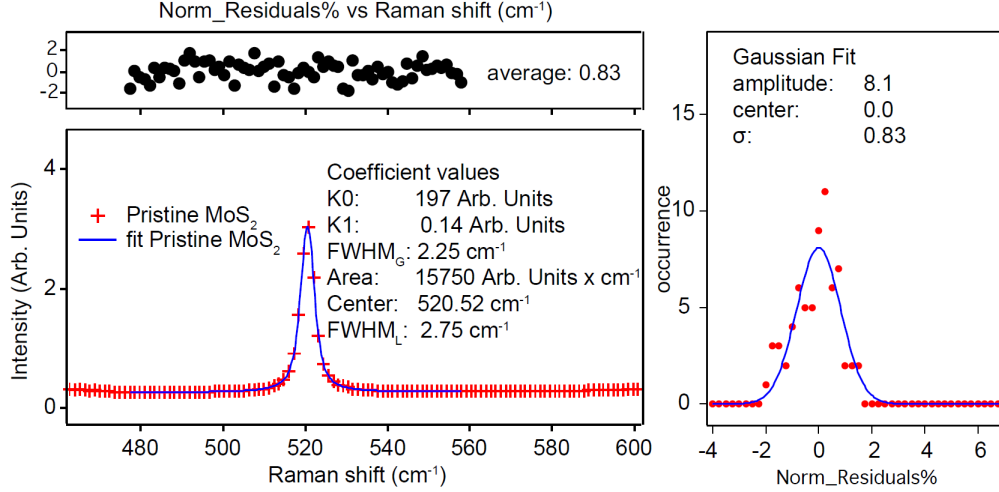 Norm_Residuals% vs Raman shift (cm⁻¹)
2
0
-2
average: 0.83
Intensity (Arb. Units)
4
2
0
Pristine MoS₂
fit Pristine MoS₂
Coefficient values
K0: 197 Arb. Units
K1: 0.14 Arb. Units
FWHM_G: 2.25 cm⁻¹
Area: 15750 Arb. Units x cm⁻¹
Center: 520.52 cm⁻¹
FWHM_L: 2.75 cm⁻¹
480 500 520 540 560 580 600
Raman shift (cm⁻¹)
Gaussian Fit
amplitude: 8.1
center: 0.0
σ: 0.83
occurrence
15
10
5
0
-4 -2 0 2 4 6
Norm_Residuals%